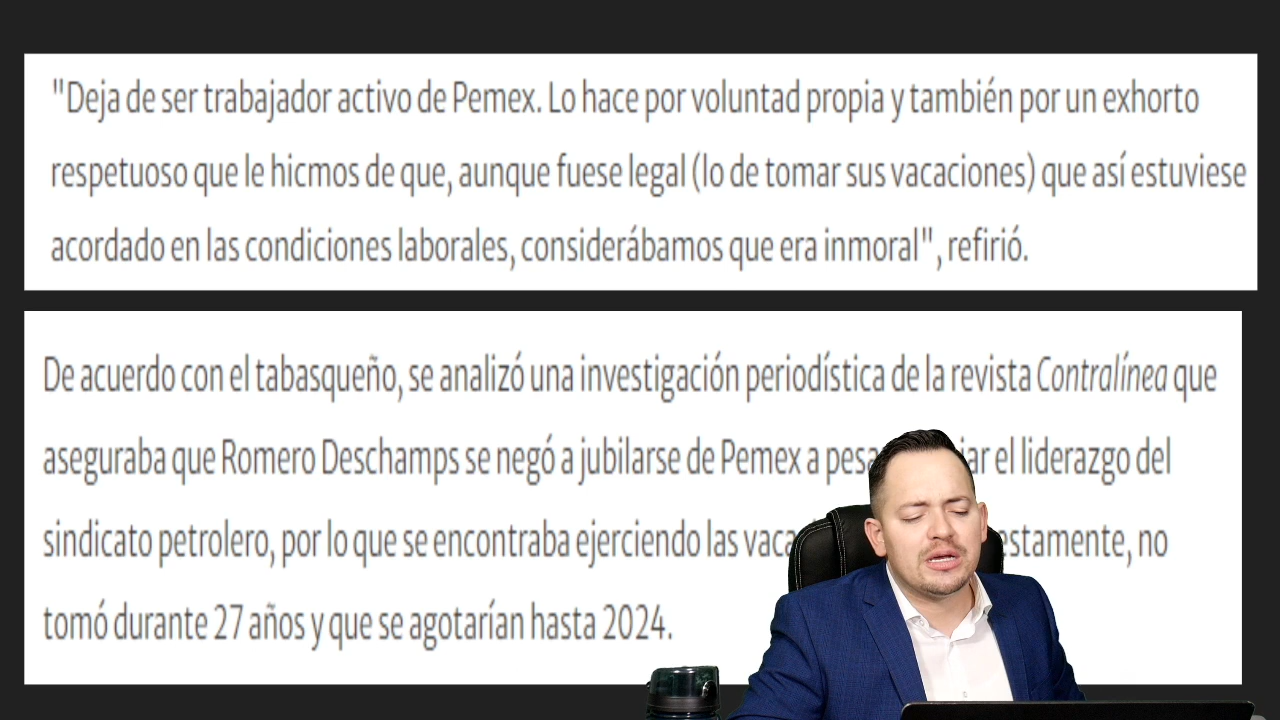 "Deja de ser trabajador activo de Pemex. Lo hace por voluntad propia y también por un exhorto
respetuoso que le hicmos de que, aunque fuese legal (lo de tomar sus vacaciones) que así estuviese
acordado en las condiciones laborales, considerábamos que era inmoral", refirió.
De acuerdo con el tabasqueño, se analizó una investigación periodística de la revista Contralínea que
aseguraba que Romero Deschamps se negó a jubilarse de Pemex a el liderazgo del
sindicato petrolero, por lo que se encontraba ejerciendo las no
tomó durante 27 años y que se agotarían hasta 2024.